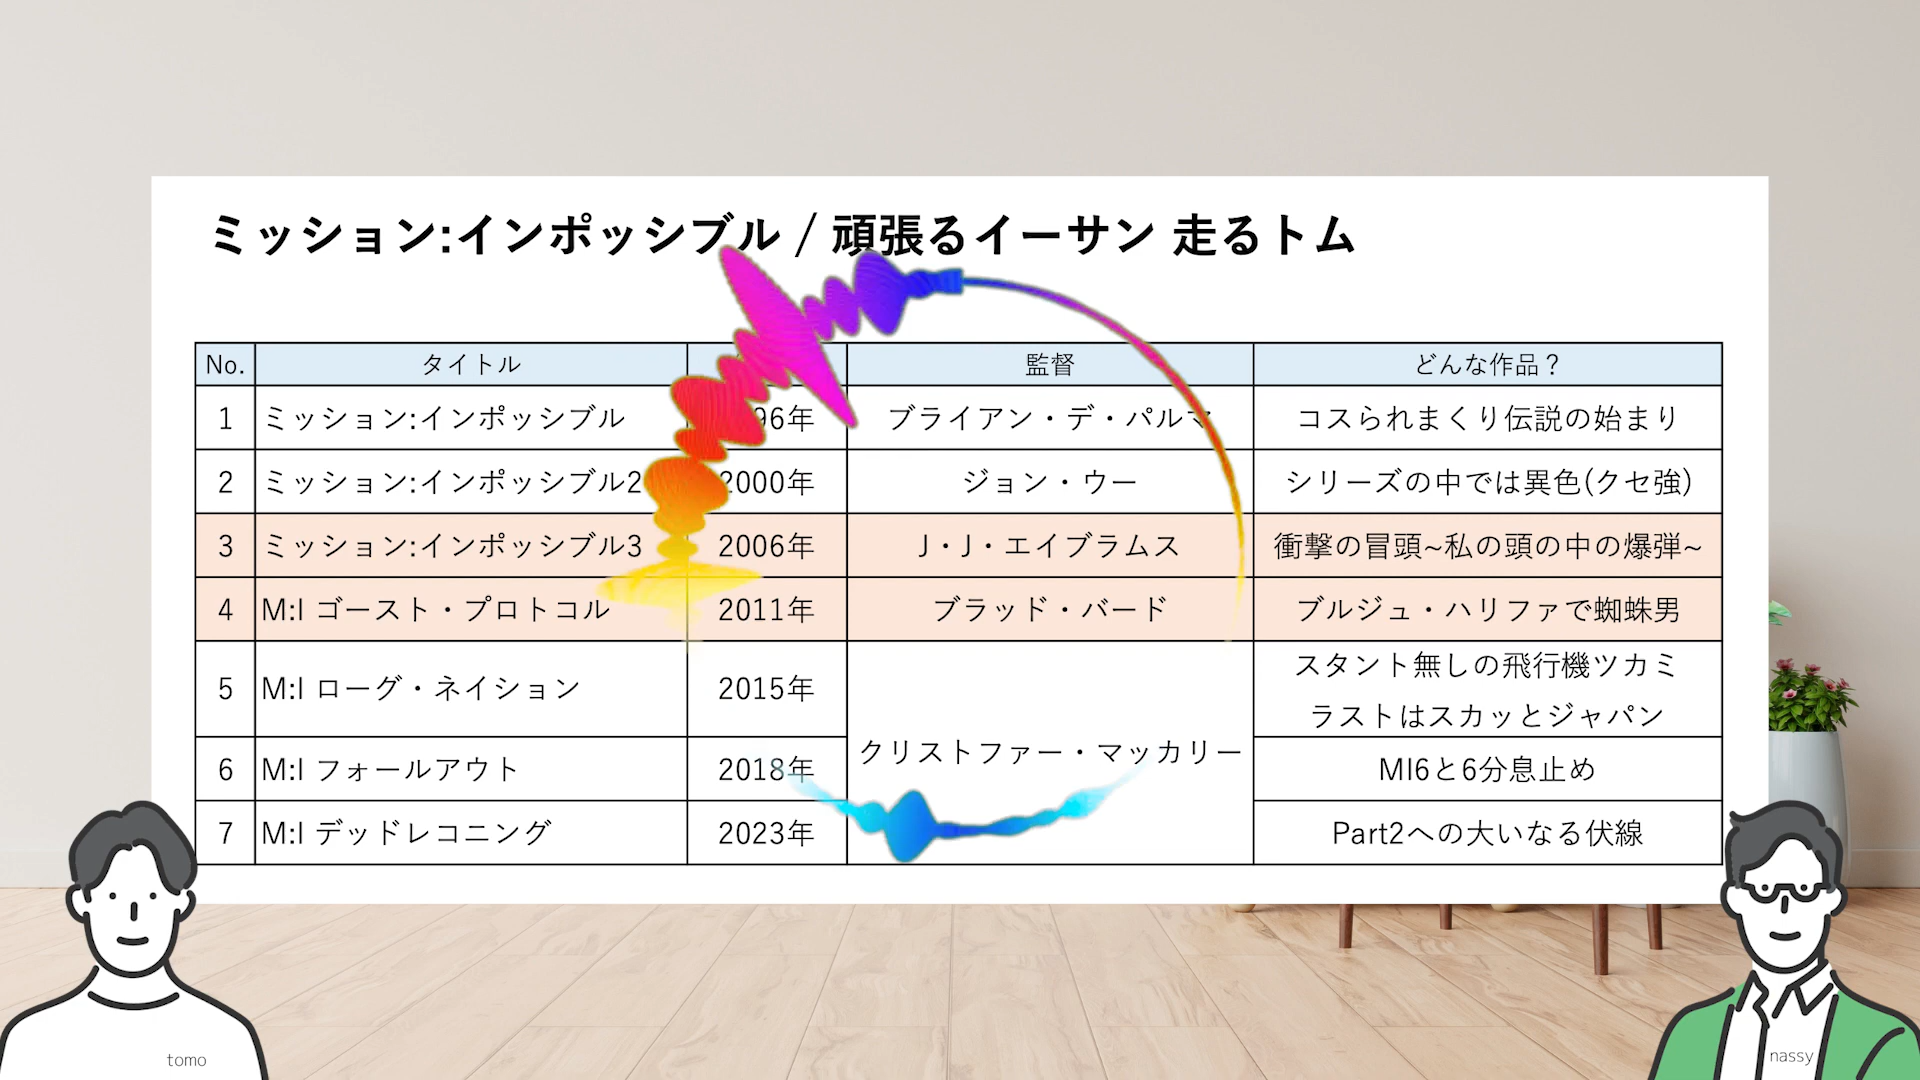 ミッション:インポッシブル / 頑張るイーサン 走るトム
No. タイトル 監督 どんな作品？
1 ミッション:インポッシブル 96年 ブライアン・デ・パルマ コスられまくり伝説の始まり
2 ミッション:インポッシブル2 2000年 ジョン・ウー シリーズの中では異色(クセ強)
3 ミッション:インポッシブル3 2006年 J・J・エイブラムス 衝撃の冒頭~私の頭の中の爆弾~
4 M:I ゴースト・プロトコル 2011年 ブラッド・バード ブルジュ・ハリファで蜘蛛男
5 M:I ローグ・ネイション 2015年 スタント無しの飛行機ツカミ
ラストはスカッとジャパン
クリストファー・マッカリー
6 M:I フォールアウト 2018年 MI6と6分息止め
7 M:I デッドレコニング 2023年 Part2への大いなる伏線
tomo
nassy